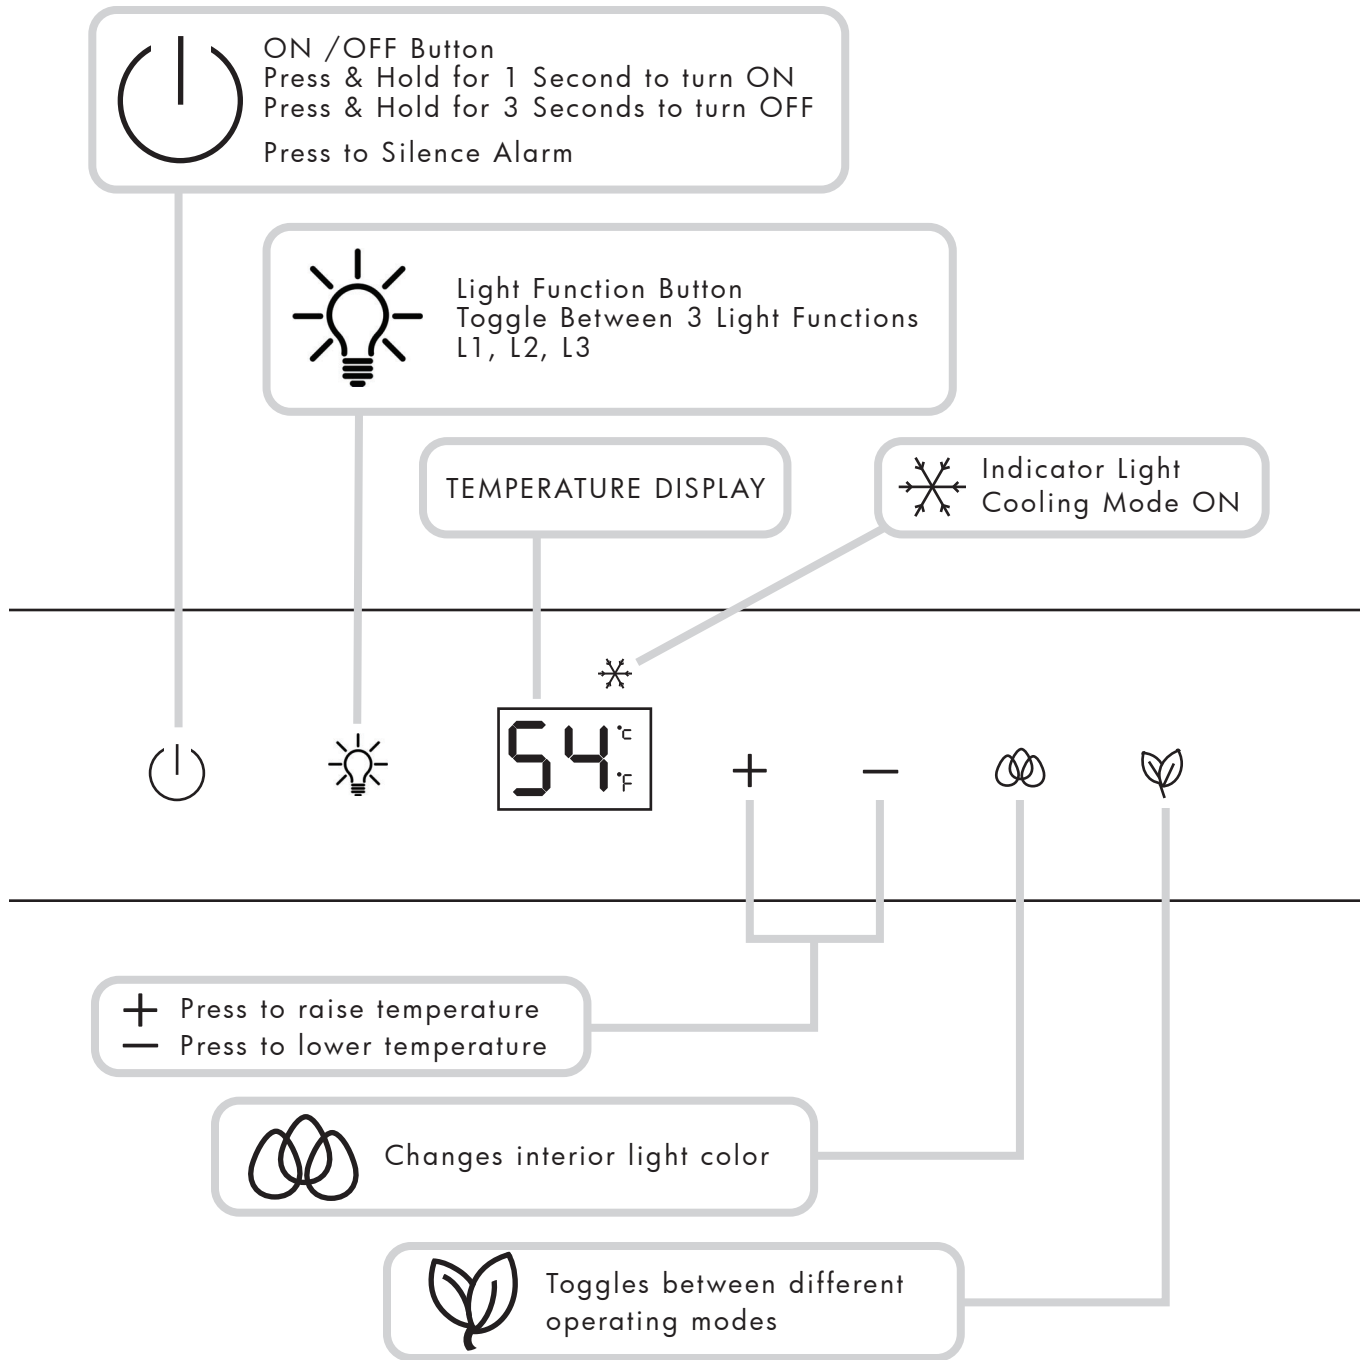 ON /OFF Button
Press & Hold for 1 Second to turn ON
Press & Hold for 3 Seconds to turn OFF
Press to Silence Alarm
Light Function Button
Toggle Between 3 Light Functions
L1, L2, L3
TEMPERATURE DISPLAY
Indicator Light
Cooling Mode ON
54 °C
°F
+ −
+ Press to raise temperature
− Press to lower temperature
Changes interior light color
Toggles between different
operating modes